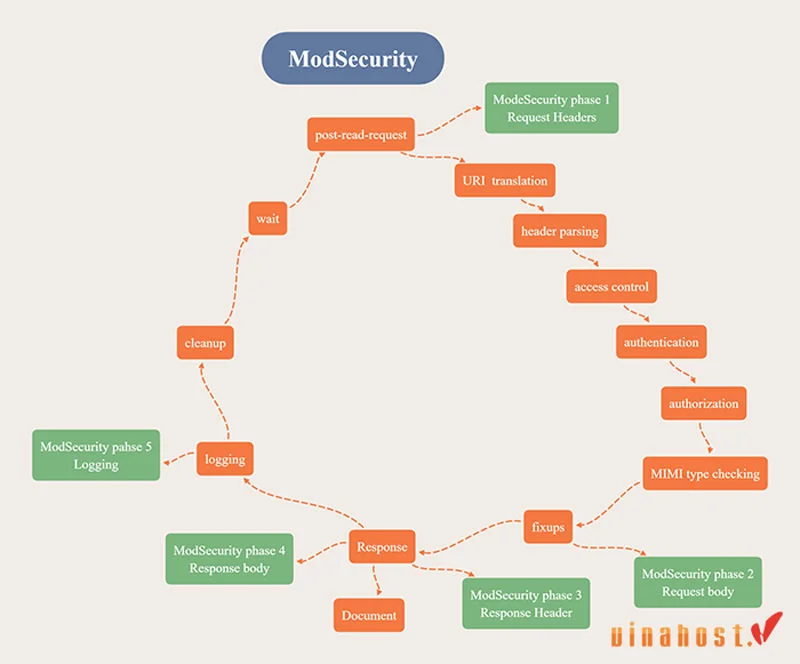 ModSecurity
ModeSecurity phase 1
Request Headers
post-read-request
URI translation
header parsing
access control
authentication
authorization
MIMI type checking
fixups
ModSecurity phase 2
Request body
Response
ModSecurity phase 3
Response Header
Document
ModSecurity phase 4
Response body
logging
ModSecurity pahse 5
Logging
cleanup
wait
vinahost.V